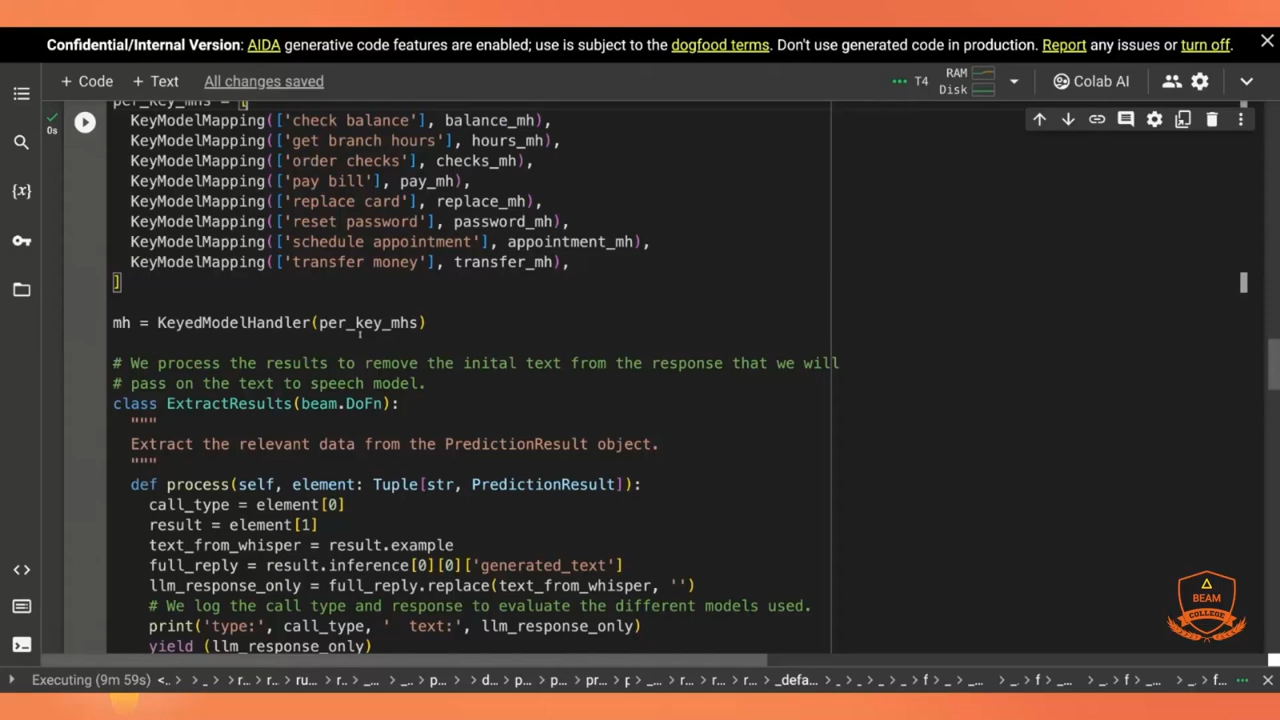 Confidential/Internal Version: AIDA generative code features are enabled; use is subject to the dogfood terms. Don't use generated code in production. Report any issues or turn off.
+ Code + Text All changes saved
T4 RAM Disk Colab AI
per_key_mhs = [
0s
KeyModelMapping(['check balance'], balance_mh),
KeyModelMapping(['get branch hours'], hours_mh),
KeyModelMapping(['order checks'], checks_mh),
KeyModelMapping(['pay bill'], pay_mh),
KeyModelMapping(['replace card'], replace_mh),
KeyModelMapping(['reset password'], password_mh),
KeyModelMapping(['schedule appointment'], appointment_mh),
KeyModelMapping(['transfer money'], transfer_mh),
]
mh = KeyedModelHandler(per_key_mhs)
# We process the results to remove the inital text from the response that we will
# pass on the text to speech model.
class ExtractResults(beam.DoFn):
"""
Extract the relevant data from the PredictionResult object.
"""
def process(self, element: Tuple[str, PredictionResult]):
call_type = element[0]
result = element[1]
text_from_whisper = result.example
full_reply = result.inference[0][0]['generated_text']
llm_response_only = full_reply.replace(text_from_whisper, '')
# We log the call type and response to evaluate the different models used.
print('type:', call_type, '  text:', llm_response_only)
yield (llm_response_only)
BEAM
COLLEGE
Executing (9m 59s) <.. > _ > r… > r… > ru… > _… > _.. > p… > d… > p… > p… > pr… > p > _… > r… > r… > r… > _defa… > _ > _ > _ > _ > f > _… > _ > f… > _… > _ > f… > _… > _ > f… > _… > _ > f…